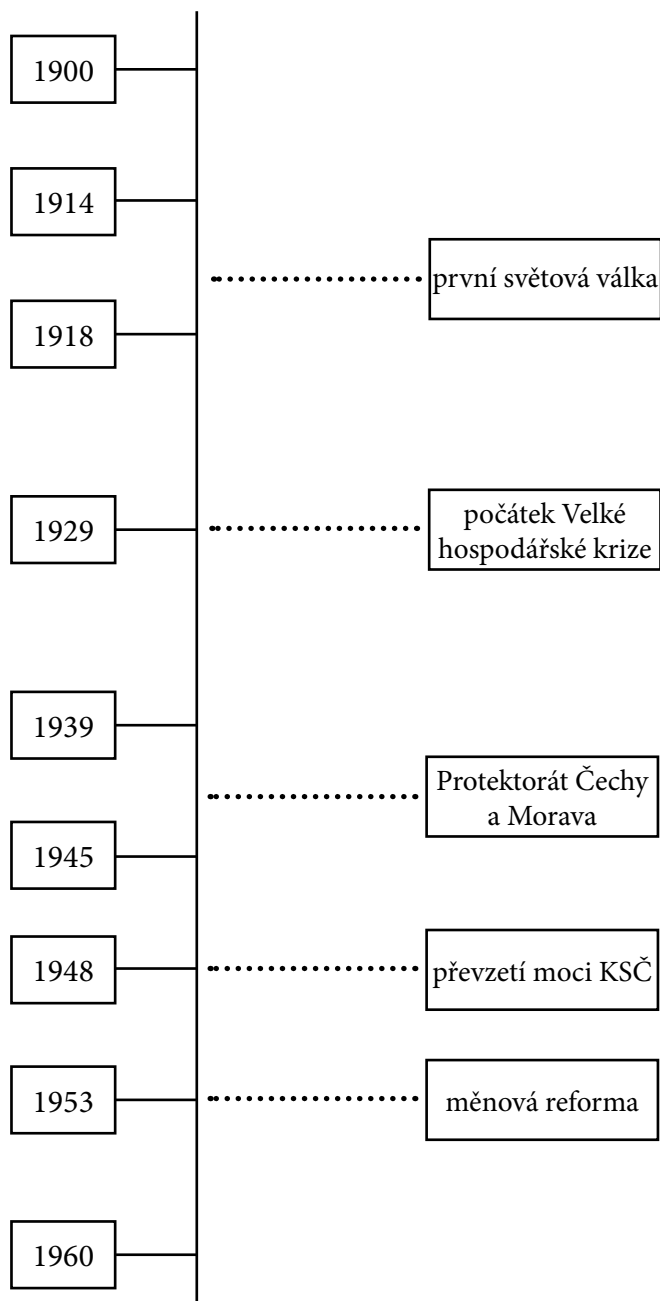 1900
1914
první světová válka
1918
1929
počátek Velké
hospodářské krize
1939
Protektorát Čechy
a Morava
1945
1948
převzetí moci KSČ
1953
měnová reforma
1960